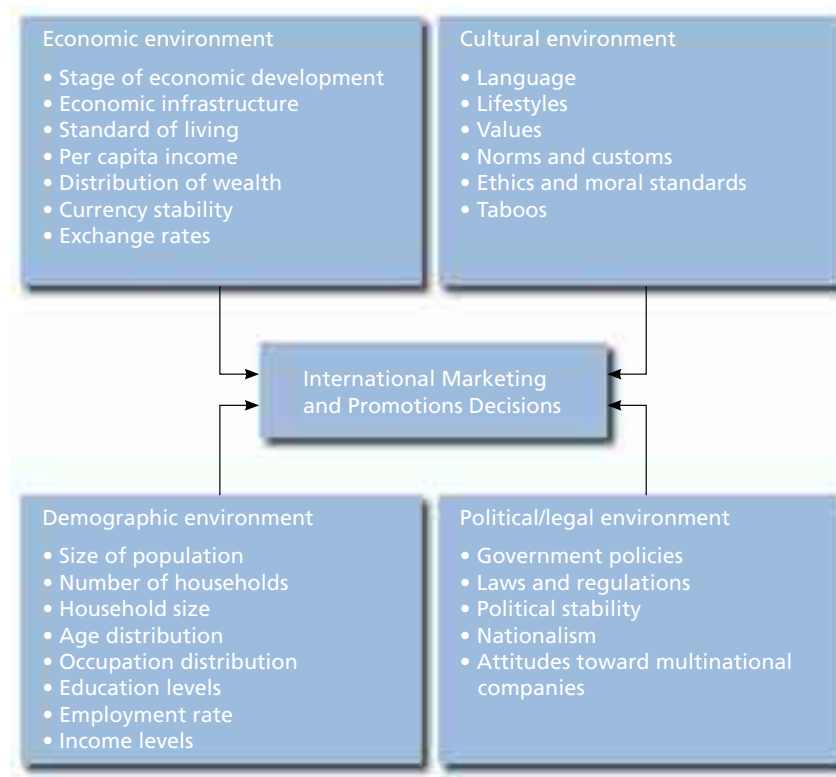 Economic environment
• Stage of economic development
• Economic infrastructure
• Standard of living
• Per capita income
• Distribution of wealth
• Currency stability
• Exchange rates
Cultural environment
• Language
• Lifestyles
• Values
• Norms and customs
• Ethics and moral standards
• Taboos
International Marketing
and Promotions Decisions
Demographic environment
• Size of population
• Number of households
• Household size
• Age distribution
• Occupation distribution
• Education levels
• Employment rate
• Income levels
Political/legal environment
• Government policies
• Laws and regulations
• Political stability
• Nationalism
• Attitudes toward multinational
companies